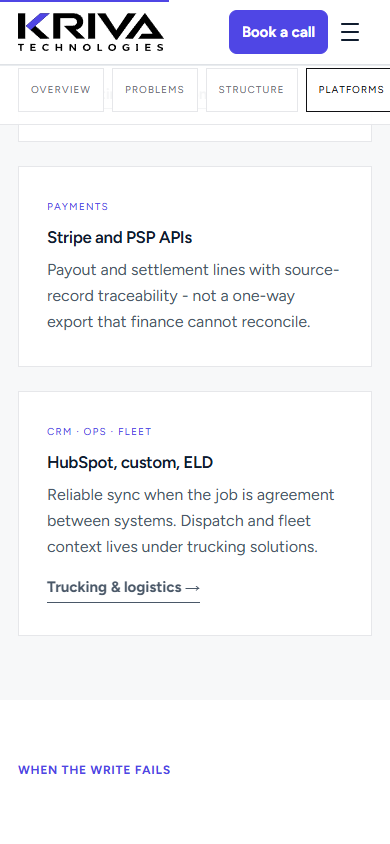 KRIVA
TECHNOLOGIES
Book a call
OVERVIEW
PROBLEMS
STRUCTURE
PLATFORMS
PAYMENTS
Stripe and PSP APIs
Payout and settlement lines with source-
record traceability - not a one-way
export that finance cannot reconcile.
CRM · OPS · FLEET
HubSpot, custom, ELD
Reliable sync when the job is agreement
between systems. Dispatch and fleet
context lives under trucking solutions.
Trucking & logistics →
WHEN THE WRITE FAILS